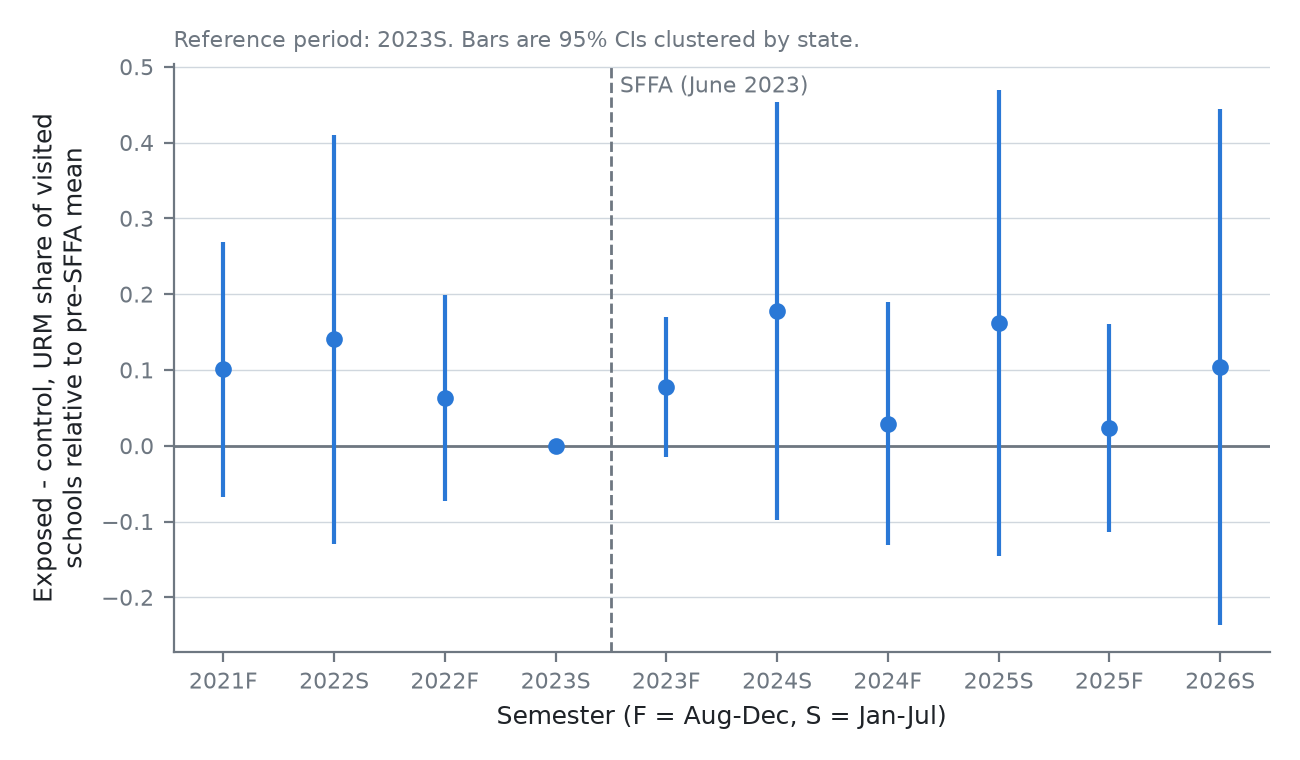 Reference period: 2023S. Bars are 95% CIs clustered by state.
SFFA (June 2023)
Exposed - control, URM share of visited
schools relative to pre-SFFA mean
0.5
0.4
0.3
0.2
0.1
0.0
−0.1
−0.2
2021F 2022S 2022F 2023S 2023F 2024S 2024F 2025S 2025F 2026S
Semester (F = Aug-Dec, S = Jan-Jul)